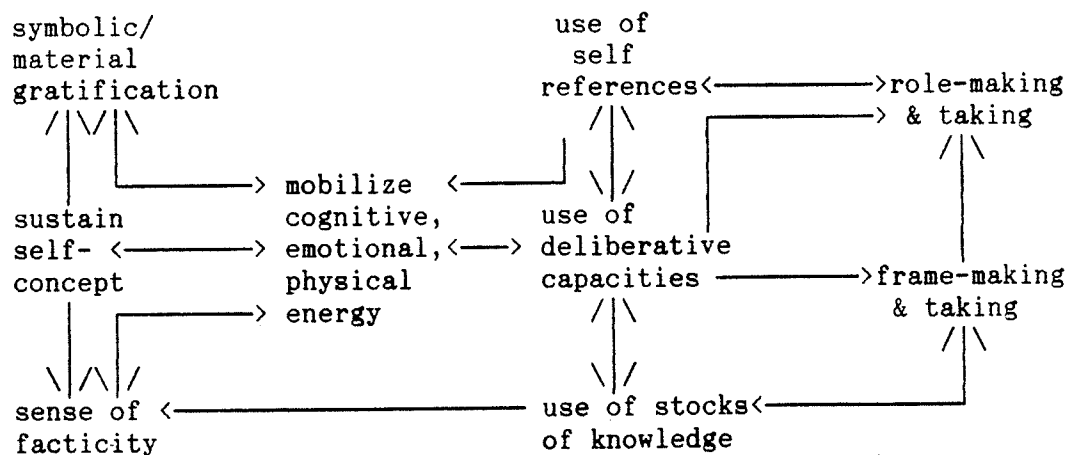 symbolic/
material
gratification
use of
self
references
role-making
& taking
mobilize
cognitive,
emotional,
physical
energy
sustain
self-
concept
use of
deliberative
capacities
frame-making
& taking
sense of
facticity
use of stocks
of knowledge